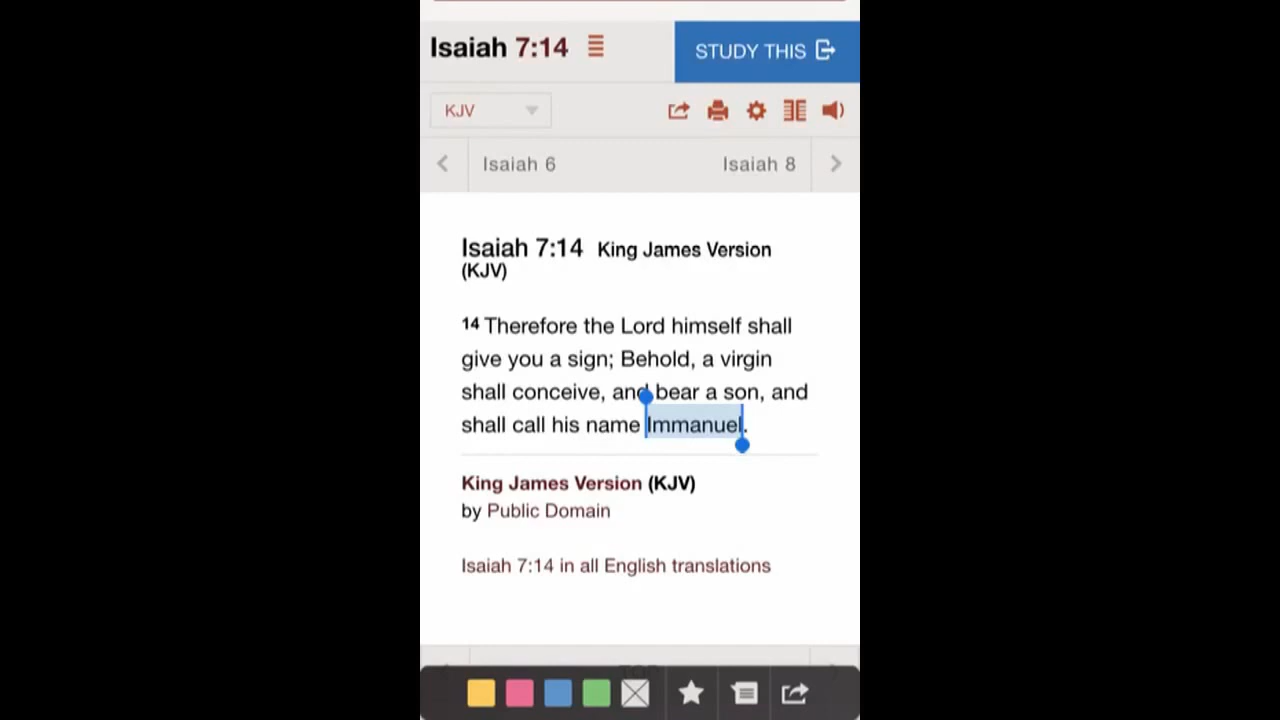 Isaiah 7:14
STUDY THIS
KJV
Isaiah 6
Isaiah 8
Isaiah 7:14 King James Version
(KJV)
14 Therefore the Lord himself shall
give you a sign; Behold, a virgin
shall conceive, and bear a son, and
shall call his name Immanuel.
King James Version (KJV)
by Public Domain
Isaiah 7:14 in all English translations